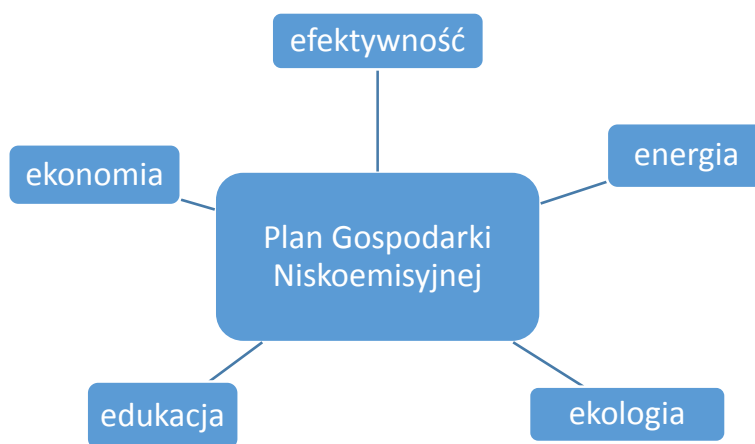 efektywność
energia
ekonomia
Plan Gospodarki
Niskoemisyjnej
edukacja
ekologia